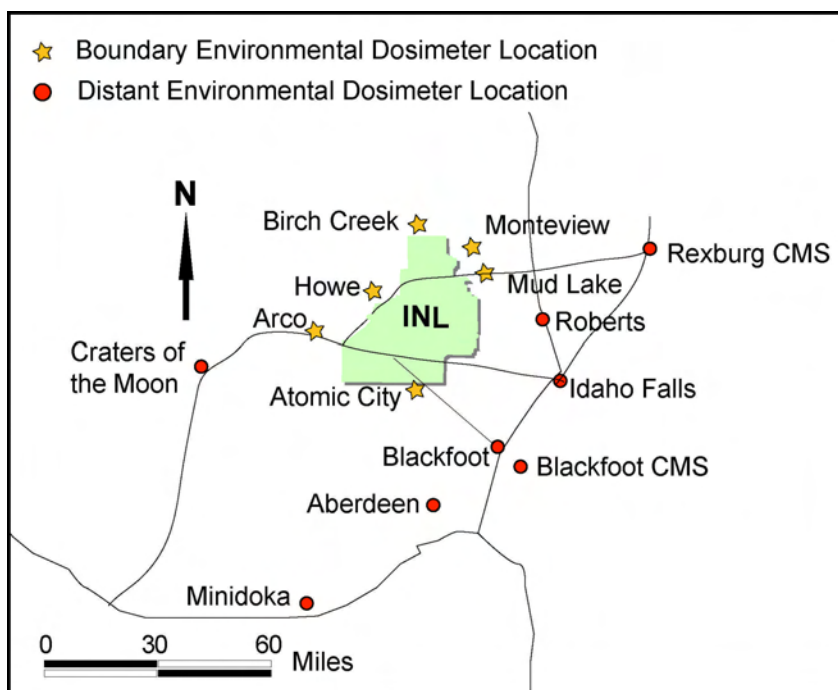 Boundary Environmental Dosimeter Location
Distant Environmental Dosimeter Location
N
Birch Creek
Monteview
Rexburg CMS
Mud Lake
Howe
INL
Arco
Roberts
Craters of
the Moon
Idaho Falls
Atomic City
Blackfoot
Blackfoot CMS
Aberdeen
Minidoka
0 30 60
Miles